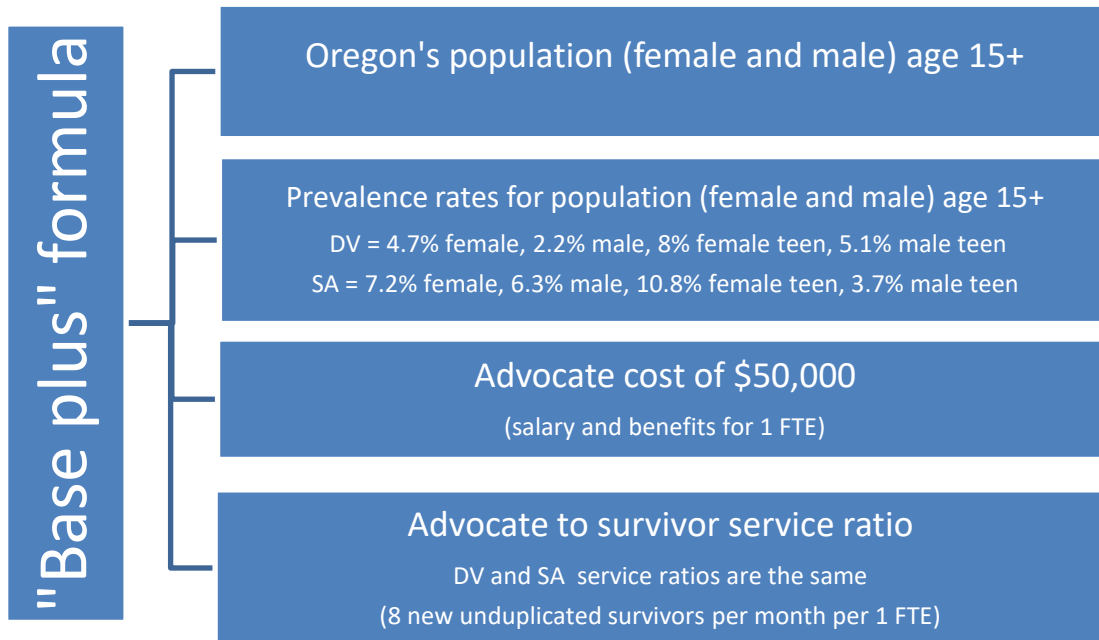 "Base plus" formula
Oregon's population (female and male) age 15+
Prevalence rates for population (female and male) age 15+
DV = 4.7% female, 2.2% male, 8% female teen, 5.1% male teen
SA = 7.2% female, 6.3% male, 10.8% female teen, 3.7% male teen
Advocate cost of $50,000
(salary and benefits for 1 FTE)
Advocate to survivor service ratio
DV and SA service ratios are the same
(8 new unduplicated survivors per month per 1 FTE)